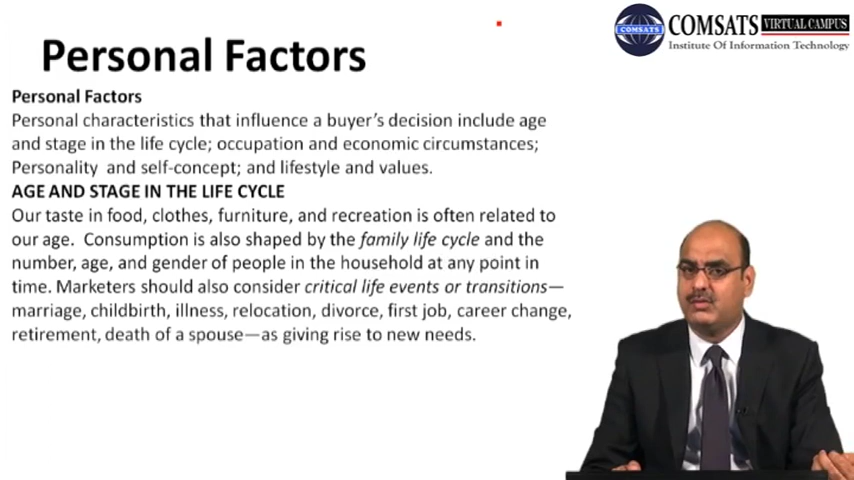 COMSATS VIRTUAL CAMPUS
Institute Of Information Technology
COMSATS
Personal Factors
Personal Factors
Personal characteristics that influence a buyer's decision include age
and stage in the life cycle; occupation and economic circumstances;
Personality and self-concept; and lifestyle and values.
AGE AND STAGE IN THE LIFE CYCLE
Our taste in food, clothes, furniture, and recreation is often related to
our age. Consumption is also shaped by the family life cycle and the
number, age, and gender of people in the household at any point in
time. Marketers should also consider critical life events or transitions—
marriage, childbirth, illness, relocation, divorce, first job, career change,
retirement, death of a spouse—as giving rise to new needs.